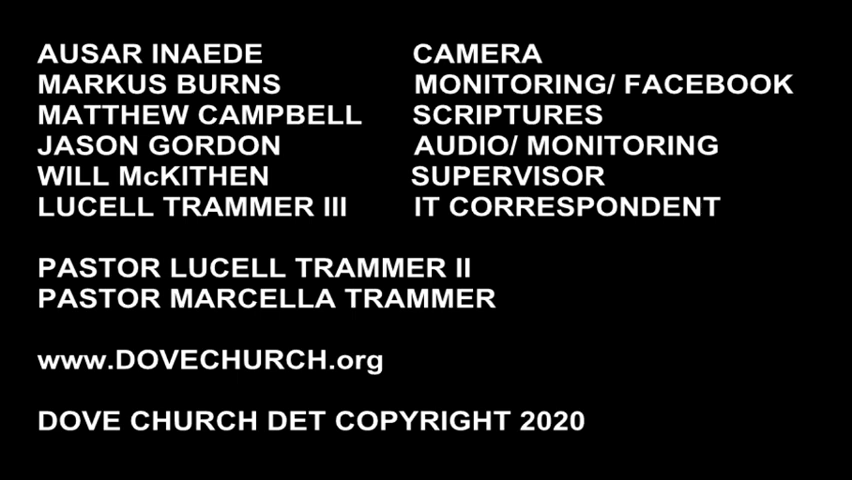 AUSAR INAEDE CAMERA
MARKUS BURNS MONITORING/ FACEBOOK
MATTHEW CAMPBELL SCRIPTURES
JASON GORDON AUDIO/ MONITORING
WILL McKITHEN SUPERVISOR
LUCELL TRAMMER III IT CORRESPONDENT
PASTOR LUCELL TRAMMER II
PASTOR MARCELLA TRAMMER
www.DOVECHURCH.org
DOVE CHURCH DET COPYRIGHT 2020